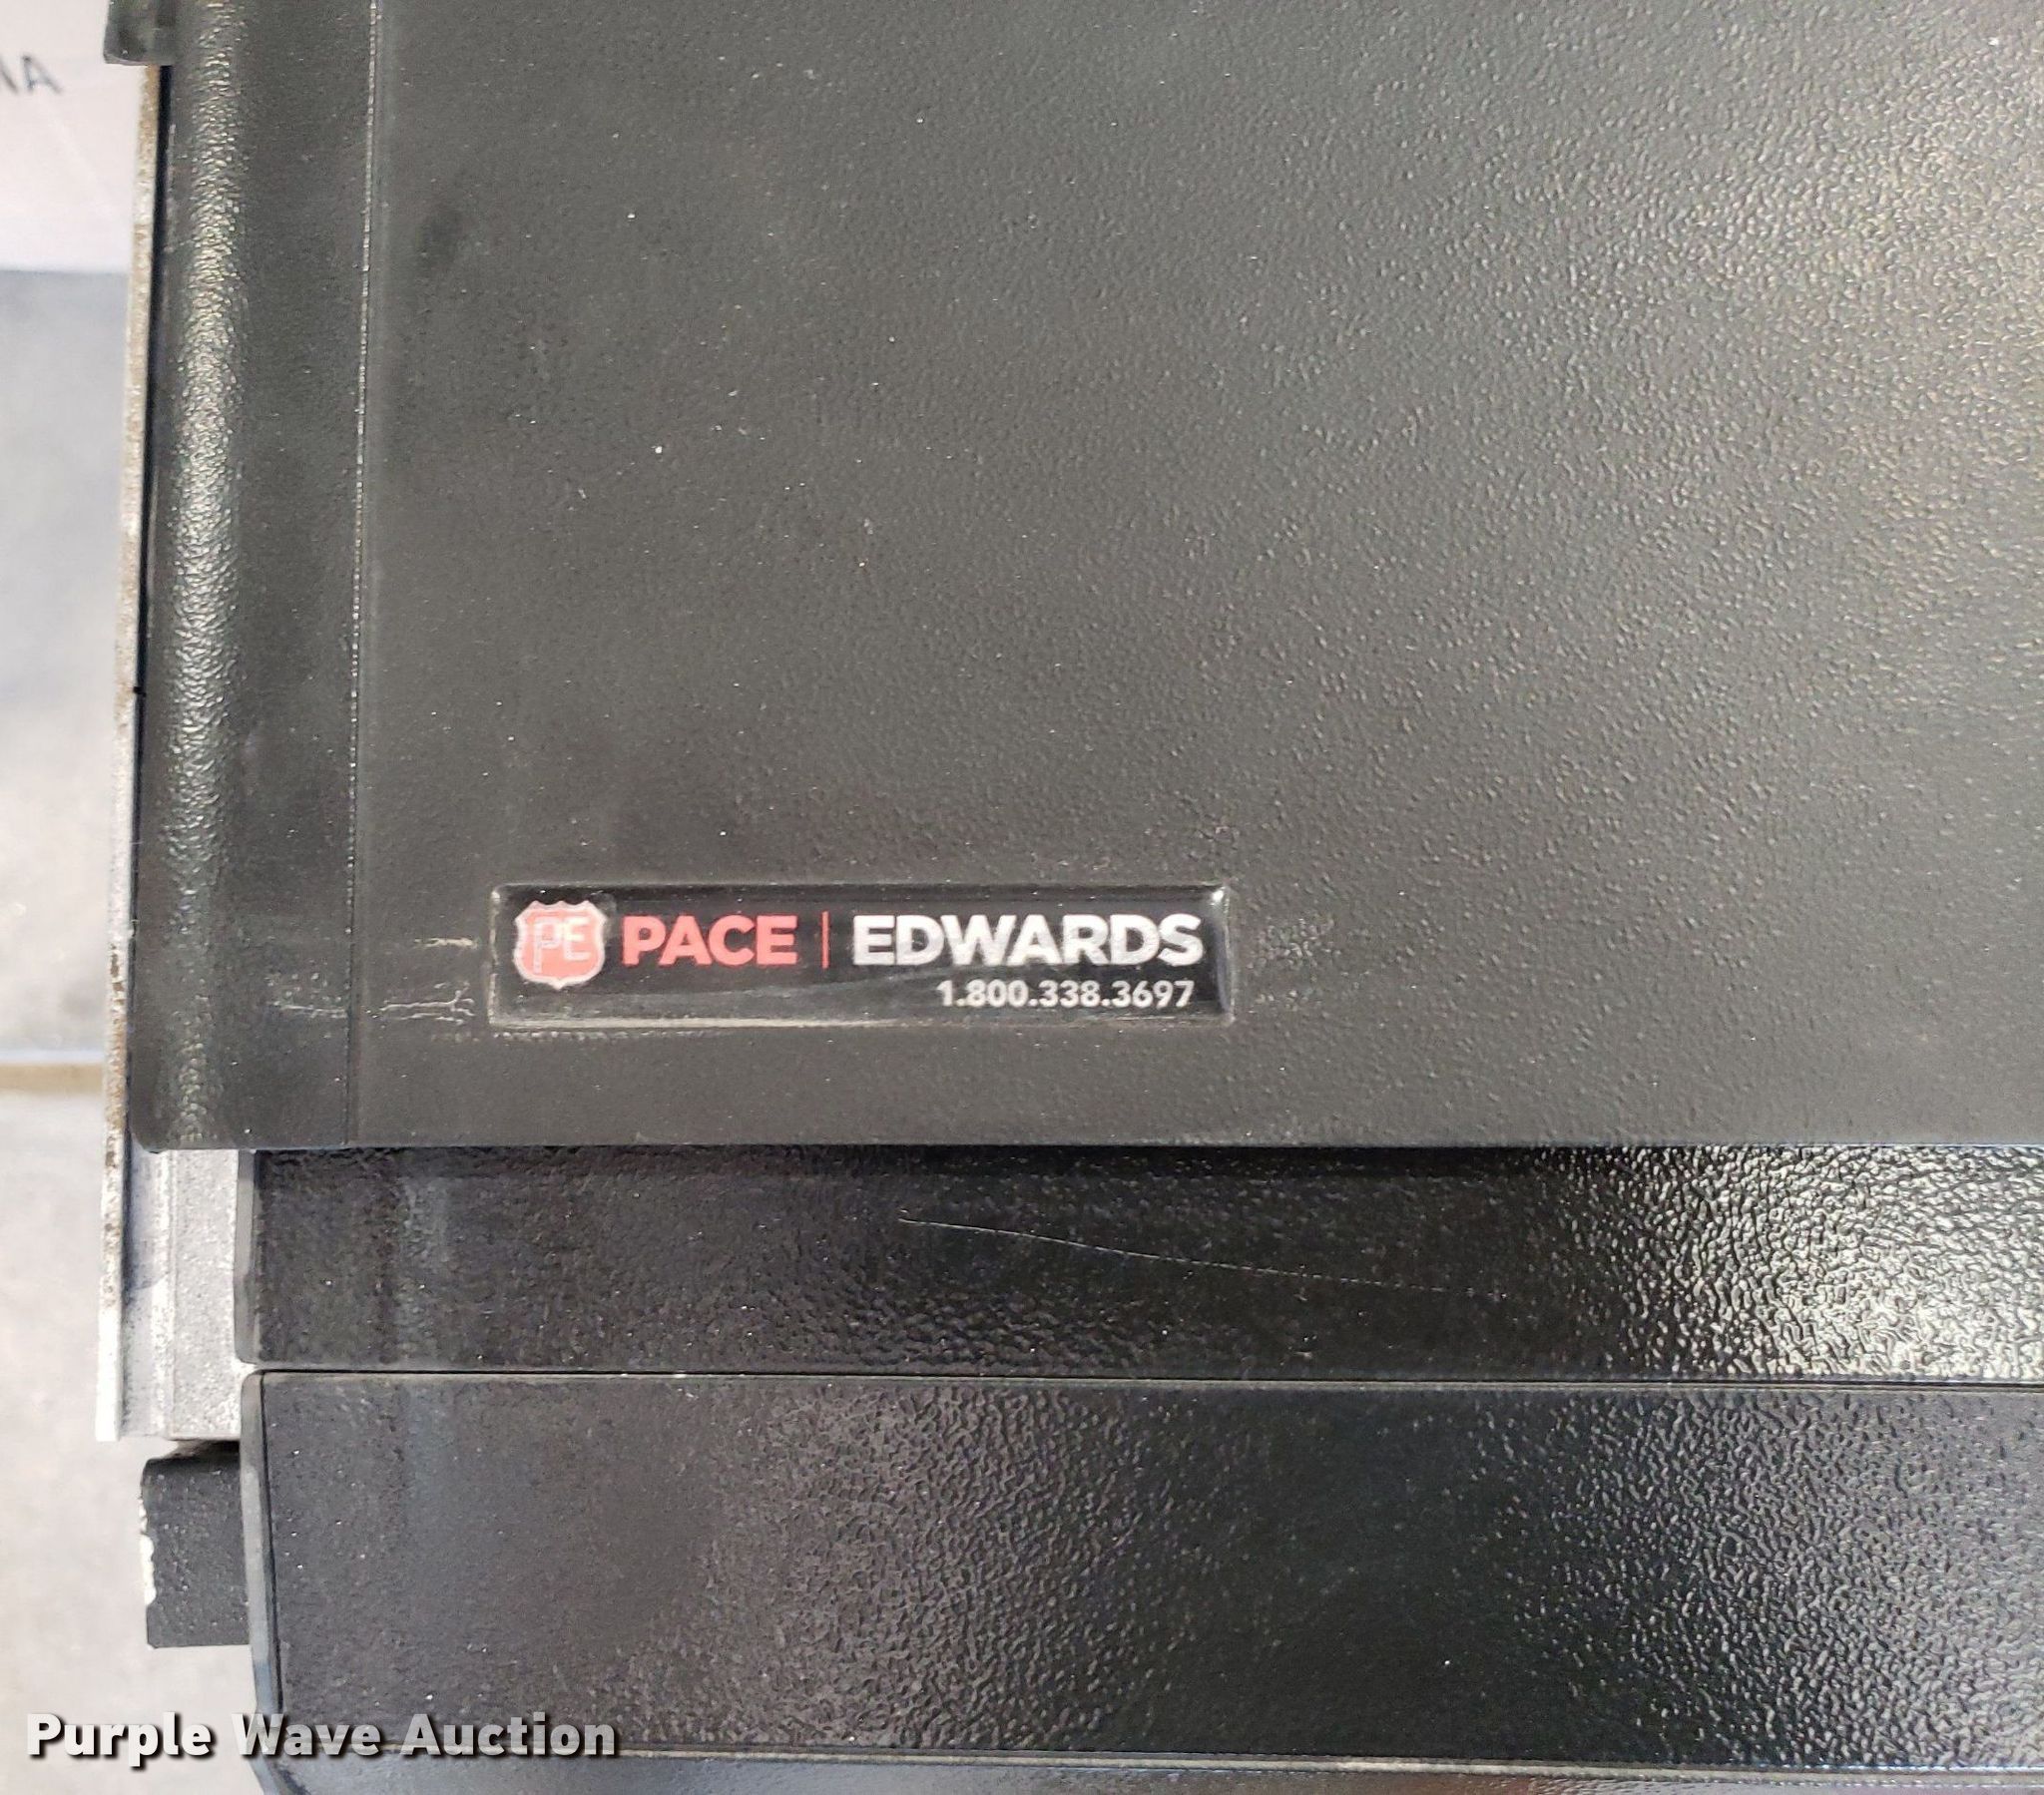 PE PACE | EDWARDS
1.800.338.3697
Purple Wave Auction